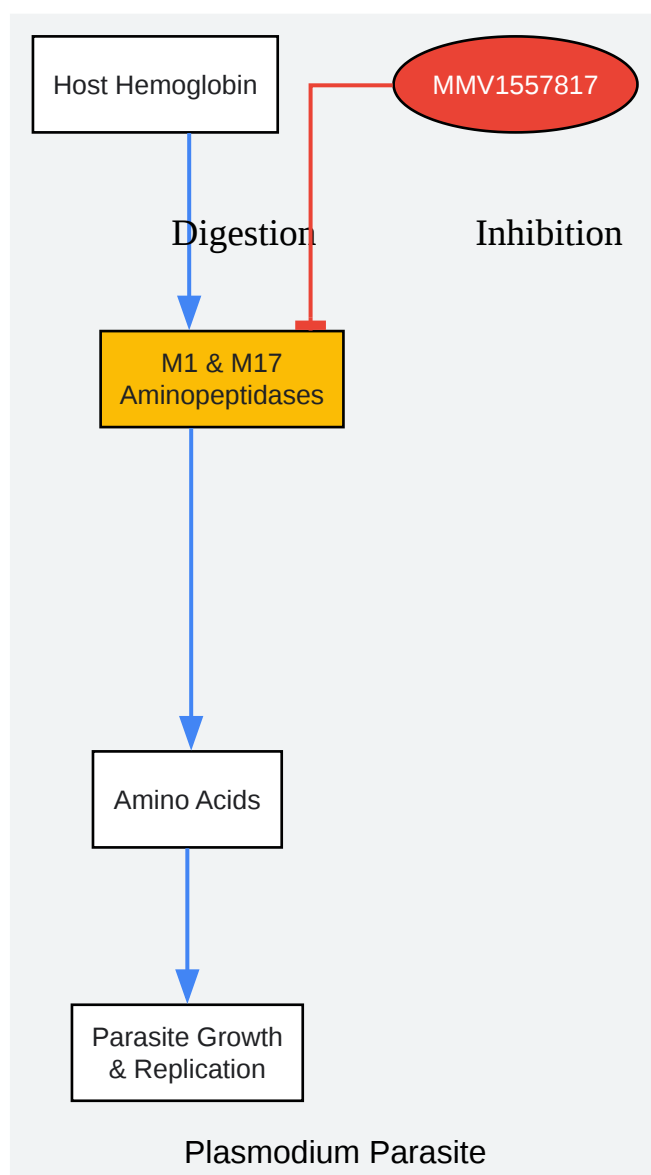 Host Hemoglobin
MMV1557817
Digestion
Inhibition
M1 & M17
Aminopeptidases
Amino Acids
Parasite Growth
& Replication
Plasmodium Parasite